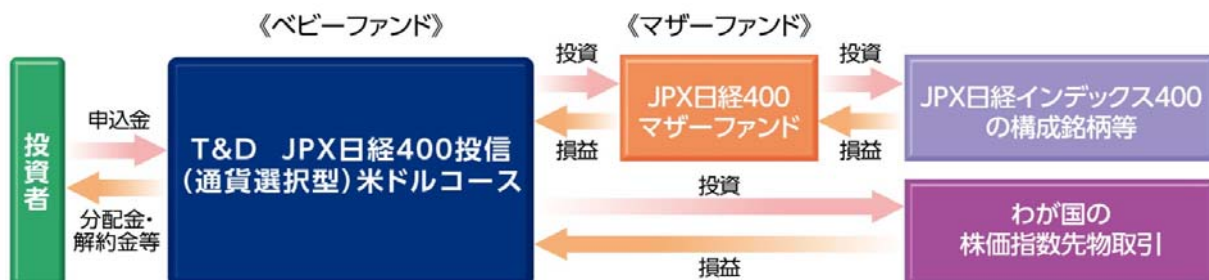 《ベビーファンド》
《マザーファンド》
投資者
申込金
分配金・
解約金等
T&D JPX日経400投信
(通貨選択型)米ドルコース
投資
損益
JPX日経400
マザーファンド
投資
損益
JPX日経インデックス400
の構成銘柄等
投資
損益
わが国の
株価指数先物取引